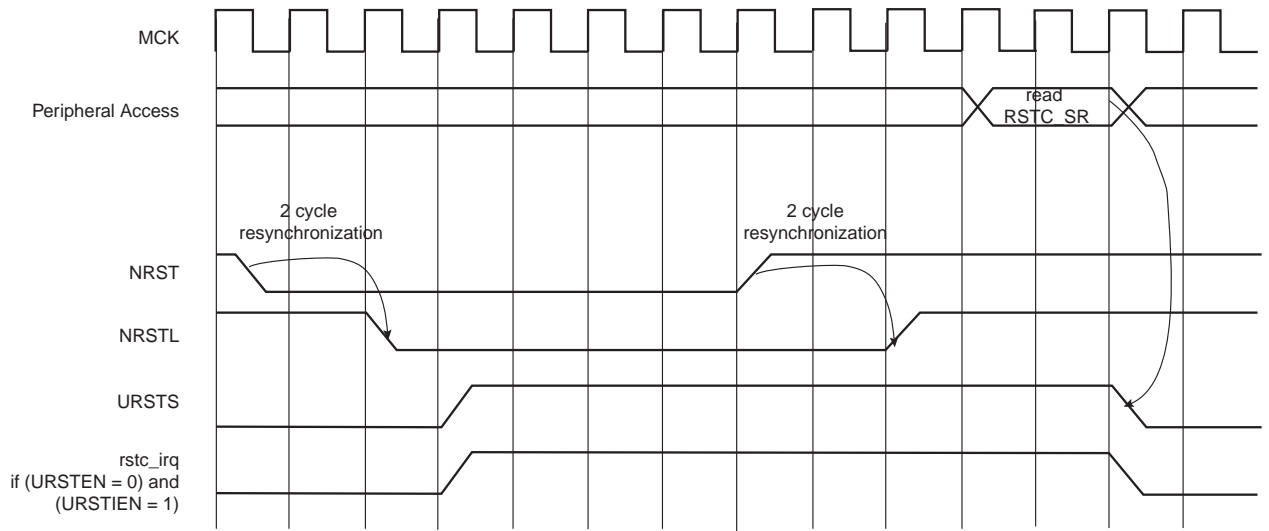 MCK
Peripheral Access
read
RSTC_SR
2 cycle
resynchronization
2 cycle
resynchronization
NRST
NRSTL
URSTS
rstc_irq
if (URSTEN = 0) and
(URSTIEN = 1)